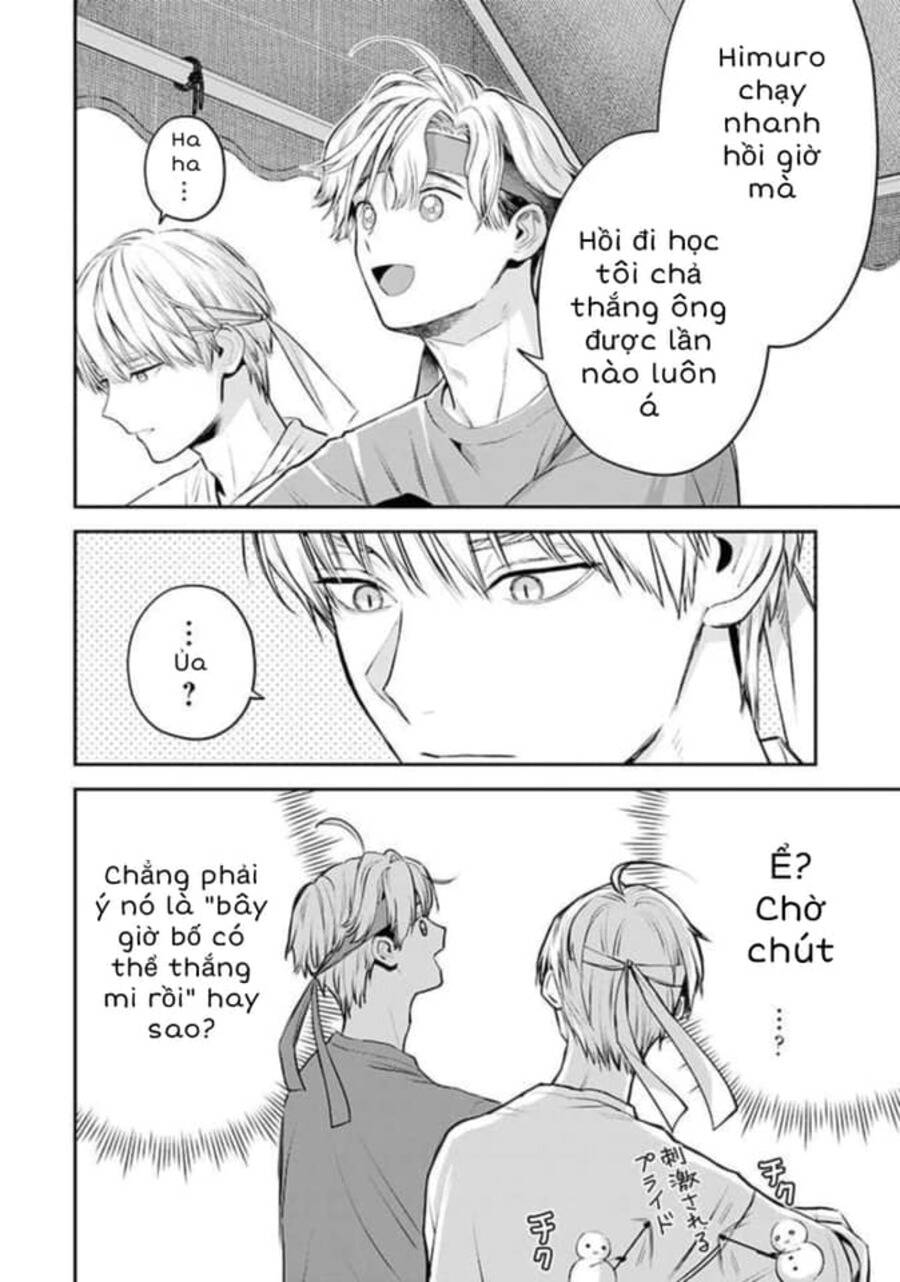 Himuro
chạy
nhanh
hồi giờ
mà
Hồi đi học
tôi chả
thắng ông
được lần
nào luôn
á
Ha
ha
...
...
Ủa
?
Ể?
Chờ
chút
...?
Chẳng phải
ý nó là "bây
giờ bố có
thể thắng
mi rồi" hay
sao?
刺激される
プライド
チク
チク